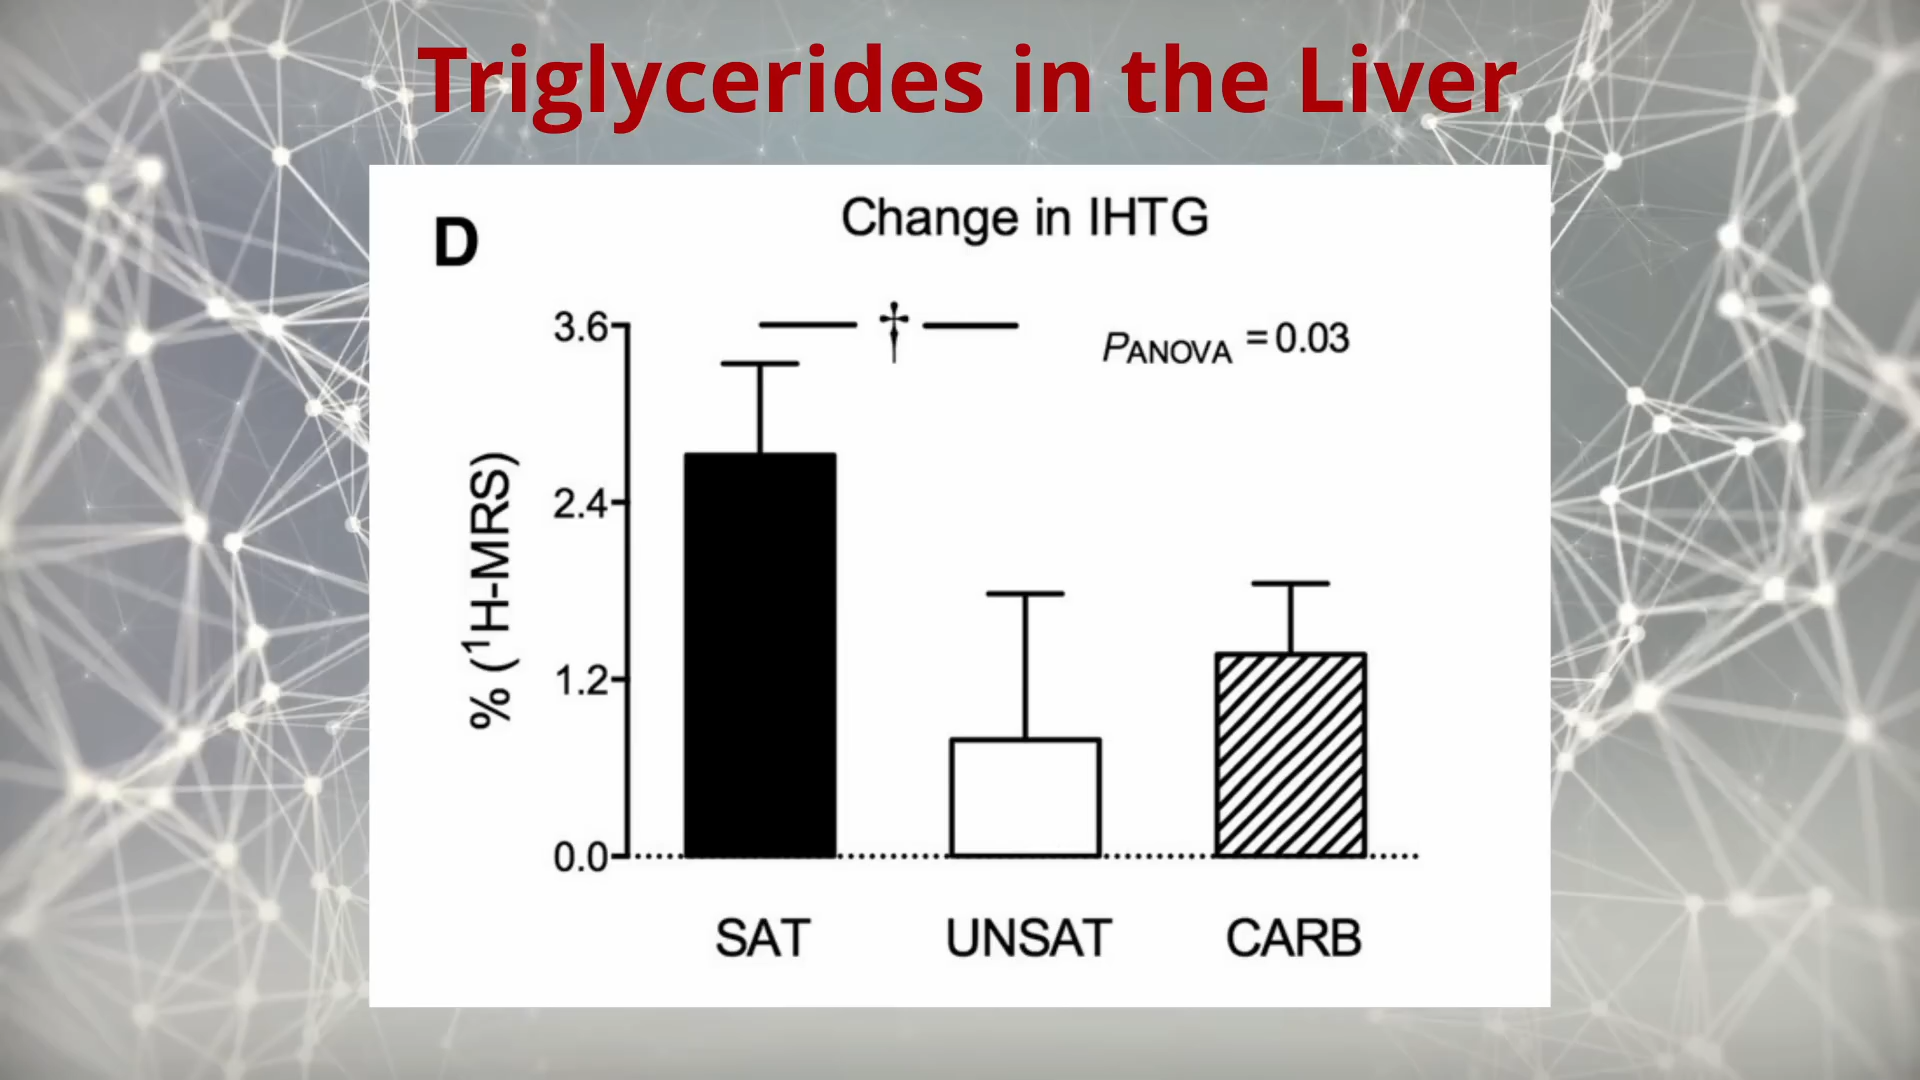 Triglycerides in the Liver
D
Change in IHTG
†
PANOVA = 0.03
3.6
2.4
1.2
0.0
% (¹H-MRS)
SAT UNSAT CARB